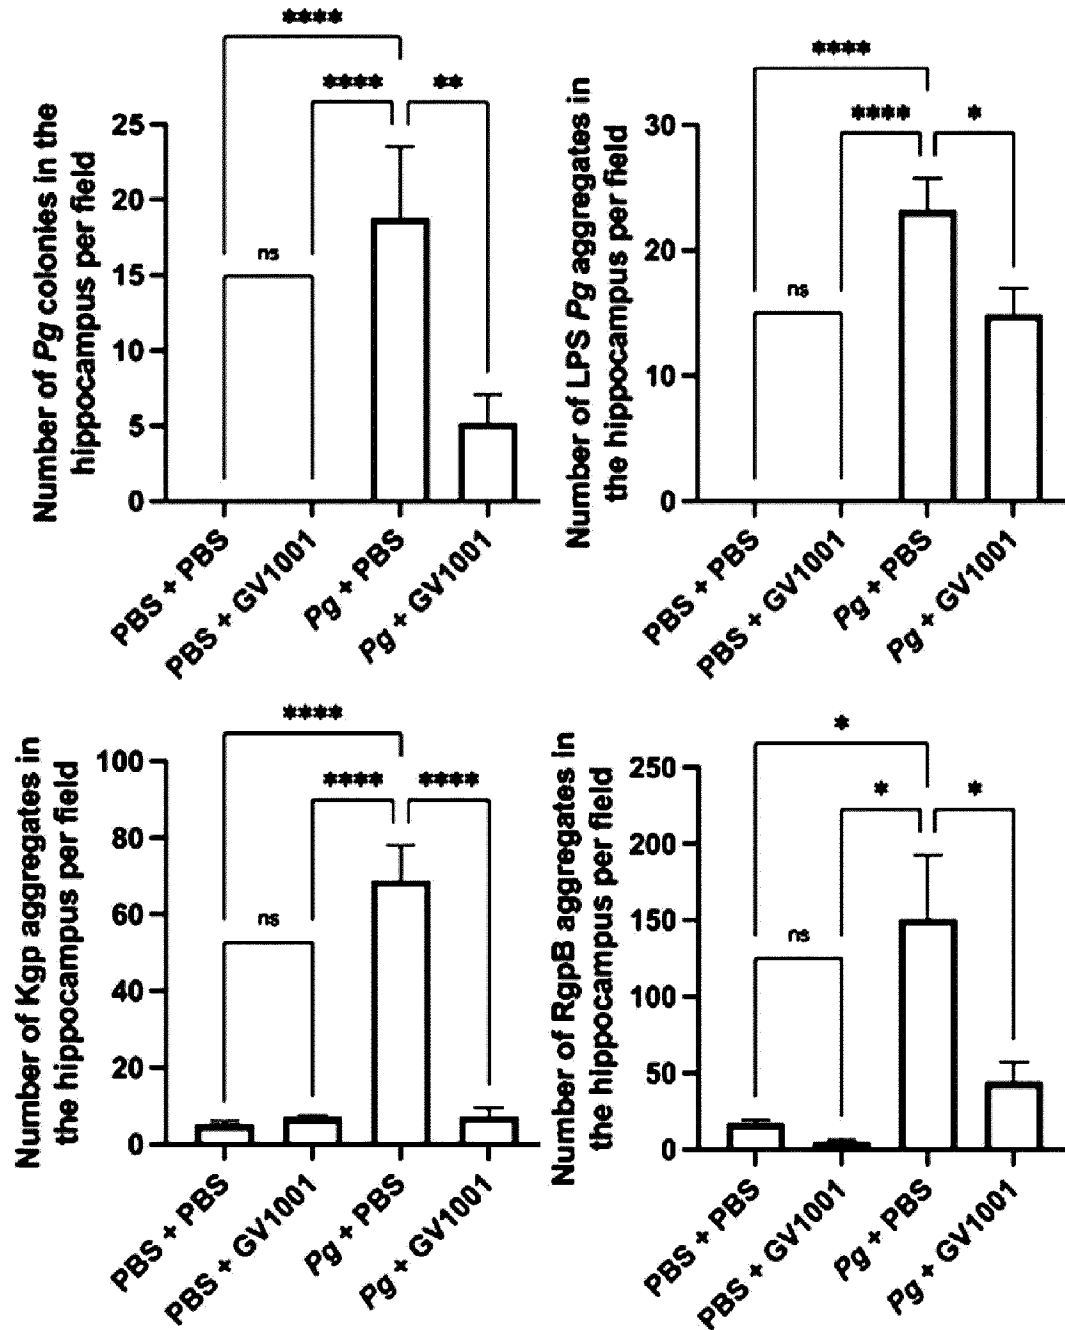 ****
**** **
Number of Pg colonies in the
hippocampus per field
25
20
15
10
5
0
ns
PBS + PBS
PBS + GV1001
Pg + PBS
Pg + GV1001
****
**** *
Number of LPS Pg aggregates in
the hippocampus per field
30
20
10
0
ns
PBS + PBS
PBS + GV1001
Pg + PBS
Pg + GV1001
****
**** ****
Number of Kgp aggregates in
the hippocampus per field
100
80
60
40
20
0
ns
PBS + PBS
PBS + GV1001
Pg + PBS
Pg + GV1001
*
* *
Number of RgpB aggregates in
the hippocampus per field
250
200
150
100
50
0
ns
PBS + PBS
PBS + GV1001
Pg + PBS
Pg + GV1001